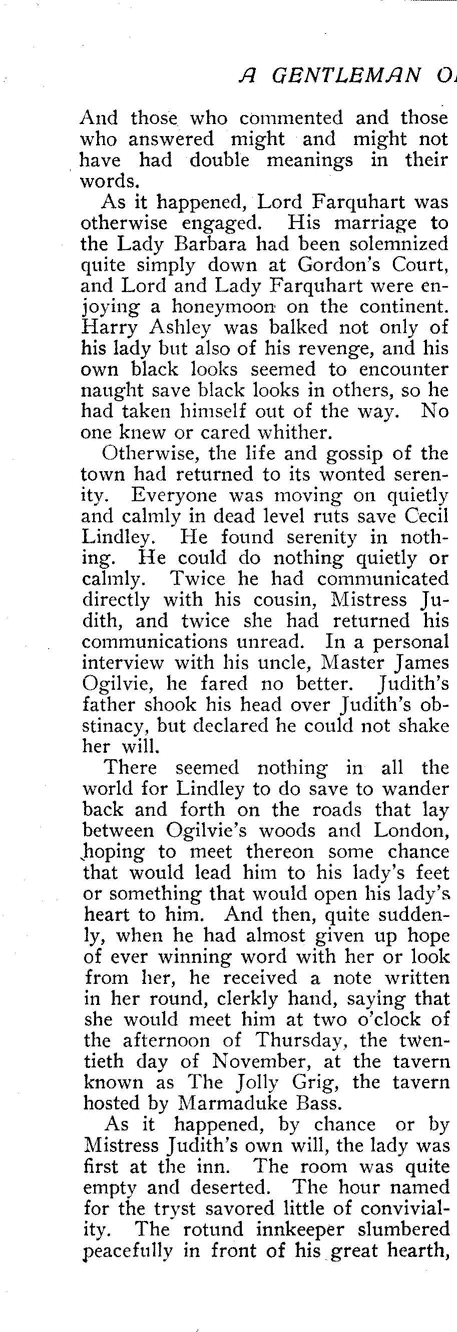 A GENTLEMAN
And those who commented and those
who answered might and might not
have had double meanings in their
words.
As it happened, Lord Farquhart was
otherwise engaged. His marriage to
the Lady Barbara had been solemnized
quite simply down at Gordon's Court,
and Lord and Lady Farquhart were en-
joying a honeymoon on the continent.
Harry Ashley was balked not only of
his lady but also of his revenge, and his
own black looks seemed to encounter
naught save black looks in others, so he
had taken himself out of the way. No
one knew or cared whither.
Otherwise, the life and gossip of the
town had returned to its wonted seren-
ity. Everyone was moving on quietly
and calmly in dead level ruts save Cecil
Lindley. He found serenity in noth-
ing. He could do nothing quietly or
calmly. Twice he had communicated
directly with his cousin, Mistress Ju-
dith, and twice she had returned his
communications unread. In a personal
interview with his uncle, Master James
Ogilvie, he fared no better. Judith's
father shook his head over Judith's ob-
stinacy, but declared he could not shake
her will.
There seemed nothing in all the
world for Lindley to do save to wander
back and forth on the roads that lay
between Ogilvie's woods and London,
hoping to meet thereon some chance
that would lead him to his lady's feet
or something that would open his lady's
heart to him. And then, quite sudden-
ly, when he had almost given up hope
of ever winning word with her or look
from her, he received a note written
in her round, clerkly hand, saying that
she would meet him at two o'clock of
the afternoon of Thursday, the twen-
tieth day of November, at the tavern
known as The Jolly Grig, the tavern
hosted by Marmaduke Bass.
As it happened, by chance or by
Mistress Judith's own will, the lady was
first at the inn. The room was quite
empty and deserted. The hour named
for the tryst savored little of convivial-
ity. The rotund innkeeper slumbered
peacefully in front of his great hearth,